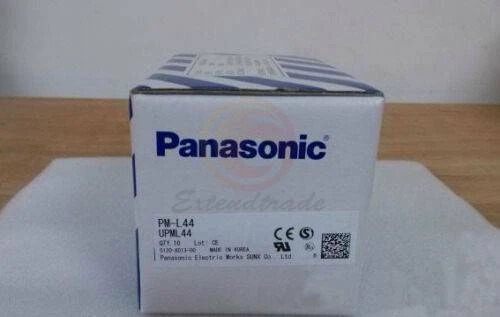 Panasonic
Extendtrade
PM-L44
UPML44
QTY.10 Lot: CE
MADE IN KOREA
Panasonic Electric Works SUNX Co., Ltd.